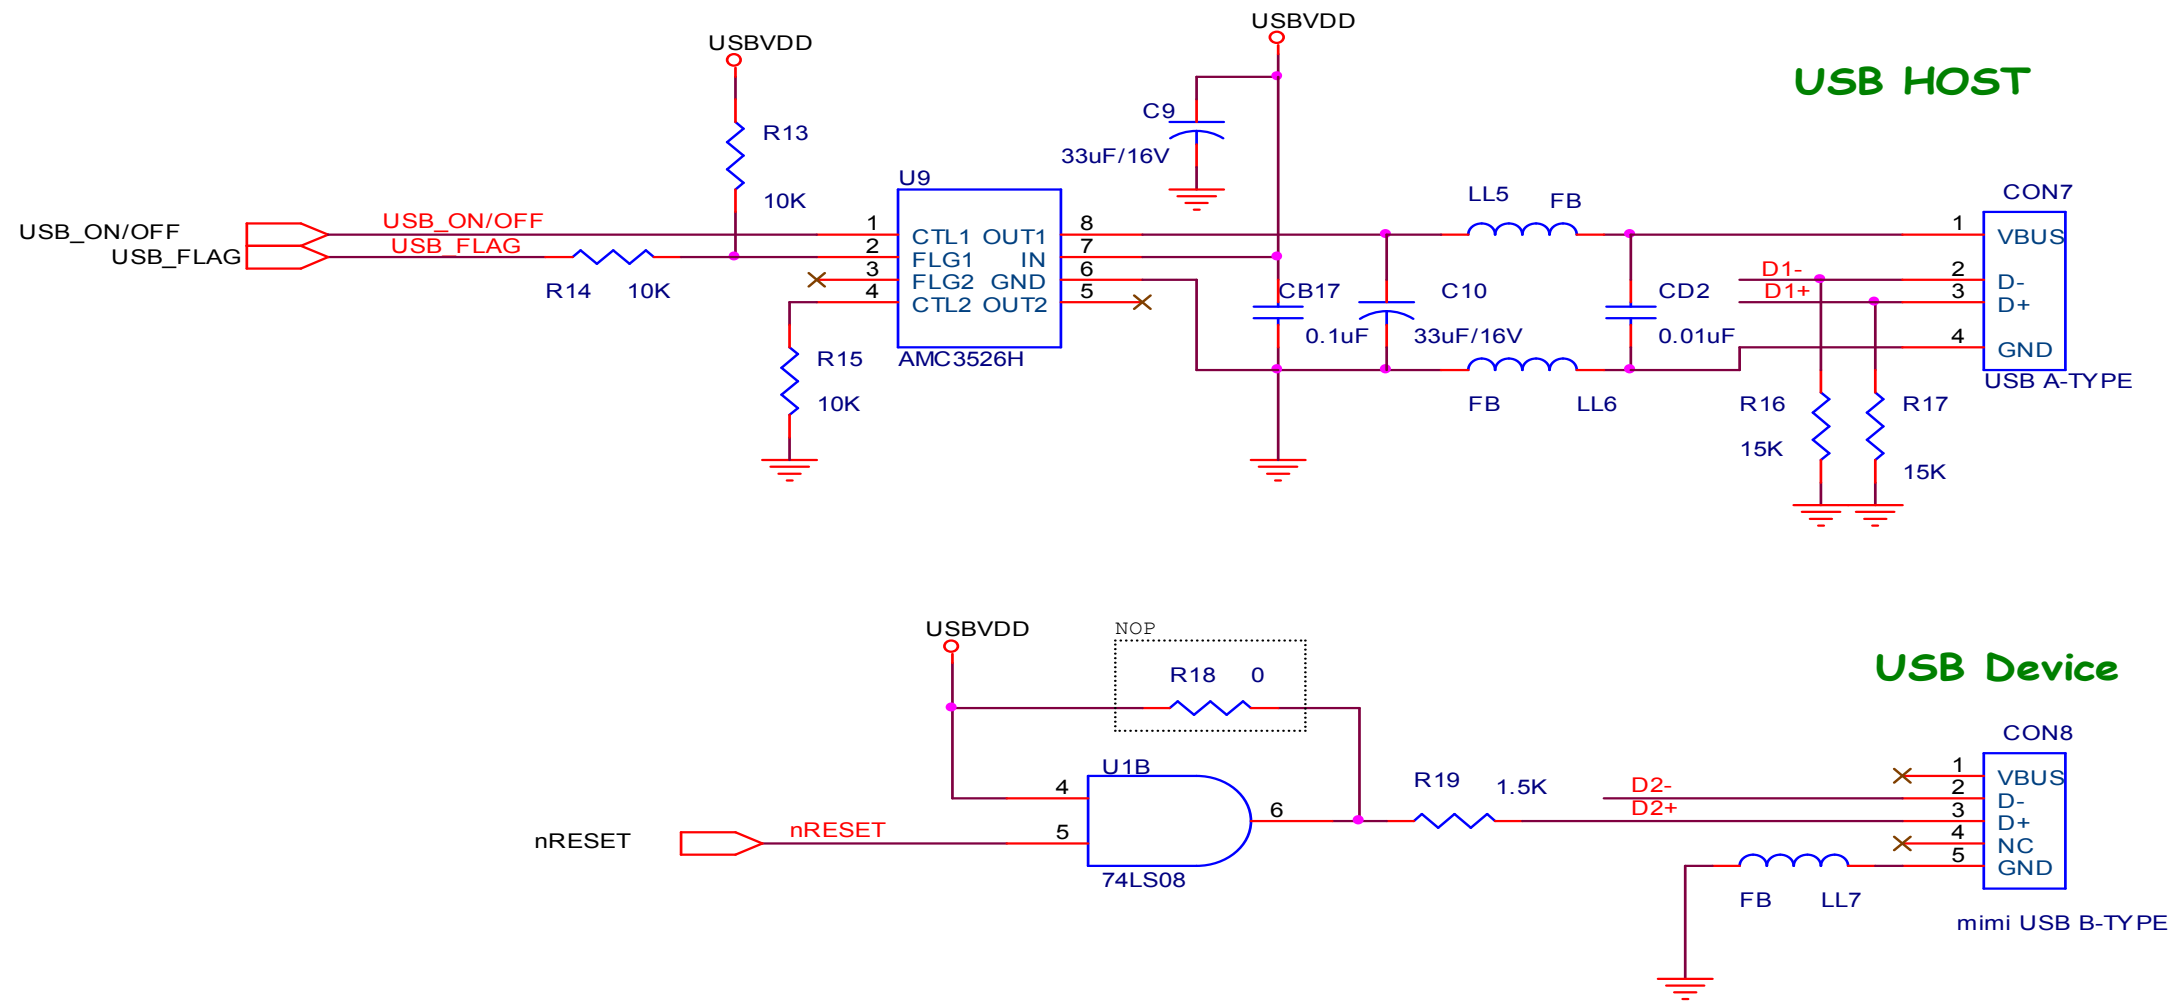 USBVDD
USBVDD
USB HOST
C9
R13
33uF/16V
10K
U9
LL5 FB
CON7
USB_ON/OFF
USB_ON/OFF
1
CTL1 OUT1
8
1
VBUS
USB_FLAG
USB_FLAG
2
FLG1 IN
7
D1-
2
D-
3
FLG2 GND
6
D1+
3
D+
R14 10K
4
CTL2 OUT2
5
CB17
C10
CD2
0.1uF
33uF/16V
0.01uF
4
GND
AMC3526H
R15
10K
FB LL6
USB A-TYPE
R16
15K
R17
15K
USBVDD
NOP
R18 0
USB Device
CON8
U1B
4
R19 1.5K
1
VBUS
D2-
2
D-
6
D2+
3
D+
nRESET
nRESET
5
4
NC
5
GND
74LS08
FB LL7
mimi USB B-TYPE